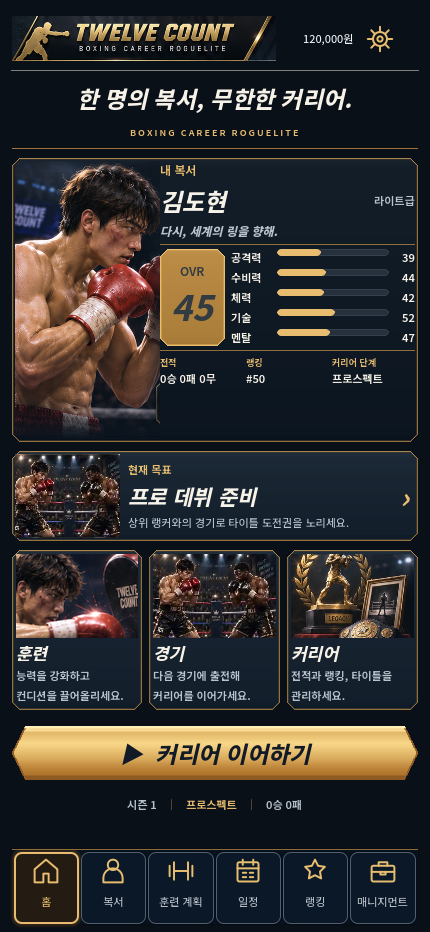 TWELVE COUNT
BOXING CAREER ROGUELITE
120,000원
한 명의 복서, 무한한 커리어.
BOXING CAREER ROGUELITE
내 복서
김도현
라이트급
다시, 세계의 링을 향해.
OVR
45
공격력 39
수비력 44
체력 42
기술 52
멘탈 47
전적 랭킹 커리어 단계
0승 0패 0무 #50 프로스펙트
TWELVE COUNT
현재 목표
프로 데뷔 준비
상위 랭커와의 경기로 타이틀 도전권을 노리세요.
TWELVE COUNT
LEGACY
훈련
능력을 강화하고
컨디션을 끌어올리세요.
경기
다음 경기에 출전해
커리어를 이어가세요.
커리어
전적과 랭킹, 타이틀을
관리하세요.
▶ 커리어 이어하기
시즌 1 | 프로스펙트 | 0승 0패
홈
복서
훈련 계획
일정
랭킹
매니지먼트